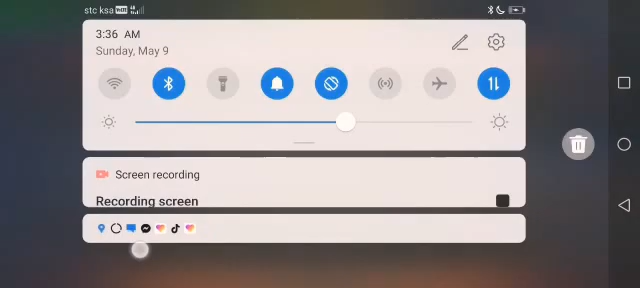 stc ksa
3:36 AM
Sunday, May 9
Screen recording
Recording screen